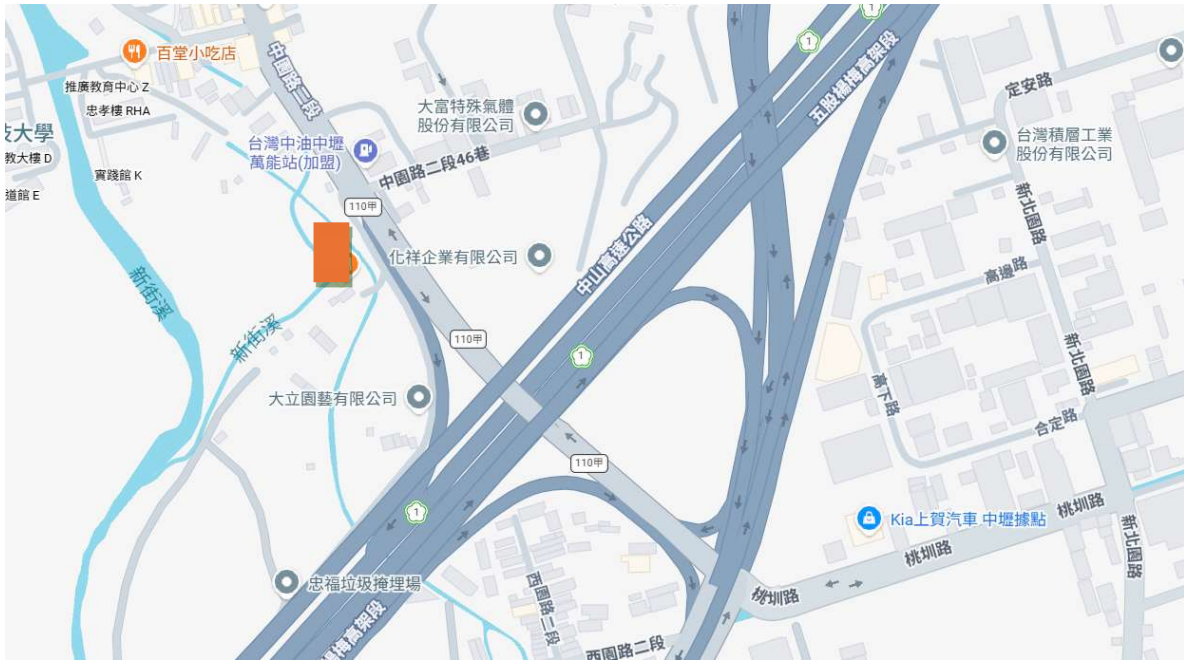 百堂小吃店
推廣教育中心 Z
忠孝樓 RHA
技大學
教大樓 D
道館 E
實踐館 K
中園路二段
台灣中油中壢
萬能站(加盟)
大富特殊氣體
股份有限公司
中園路二段46巷
110甲
化祥企業有限公司
中山高速公路
1
1
五股楊梅高架段
定安路
台灣積層工業
股份有限公司
新北園路
高邊路
新街溪
新街溪
110甲
1
大立園藝有限公司
高下路
新北園路
合定路
110甲
1
Kia上賀汽車 中壢據點
桃圳路
桃圳路
新北園路
忠福垃圾掩埋場
西園路二段
桃圳路
楊梅高架段
西園路二段